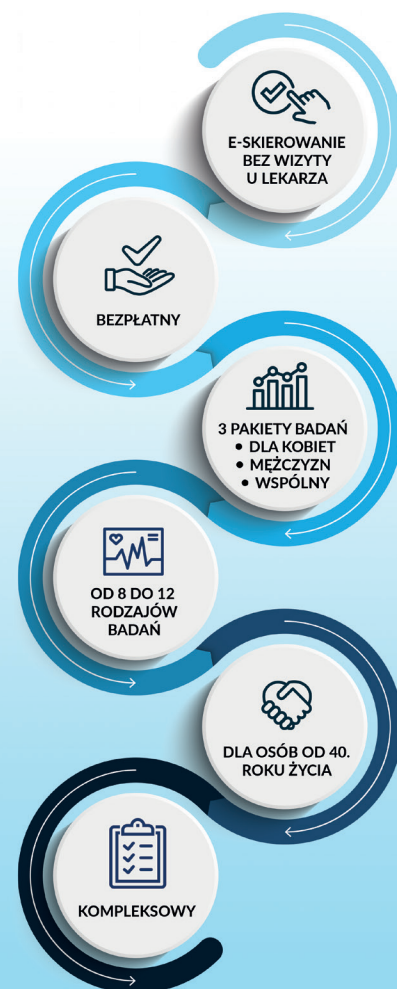 E-SKIEROWANIE
BEZ WIZYTY
U LEKARZA
BEZPŁATNY
3 PAKIETY BADAŃ
• DLA KOBIET
• MĘŻCZYZN
• WSPÓLNY
OD 8 DO 12
RODZAJÓW
BADAŃ
DLA OSÓB OD 40.
ROKU ŻYCIA
KOMPLEKSOWY